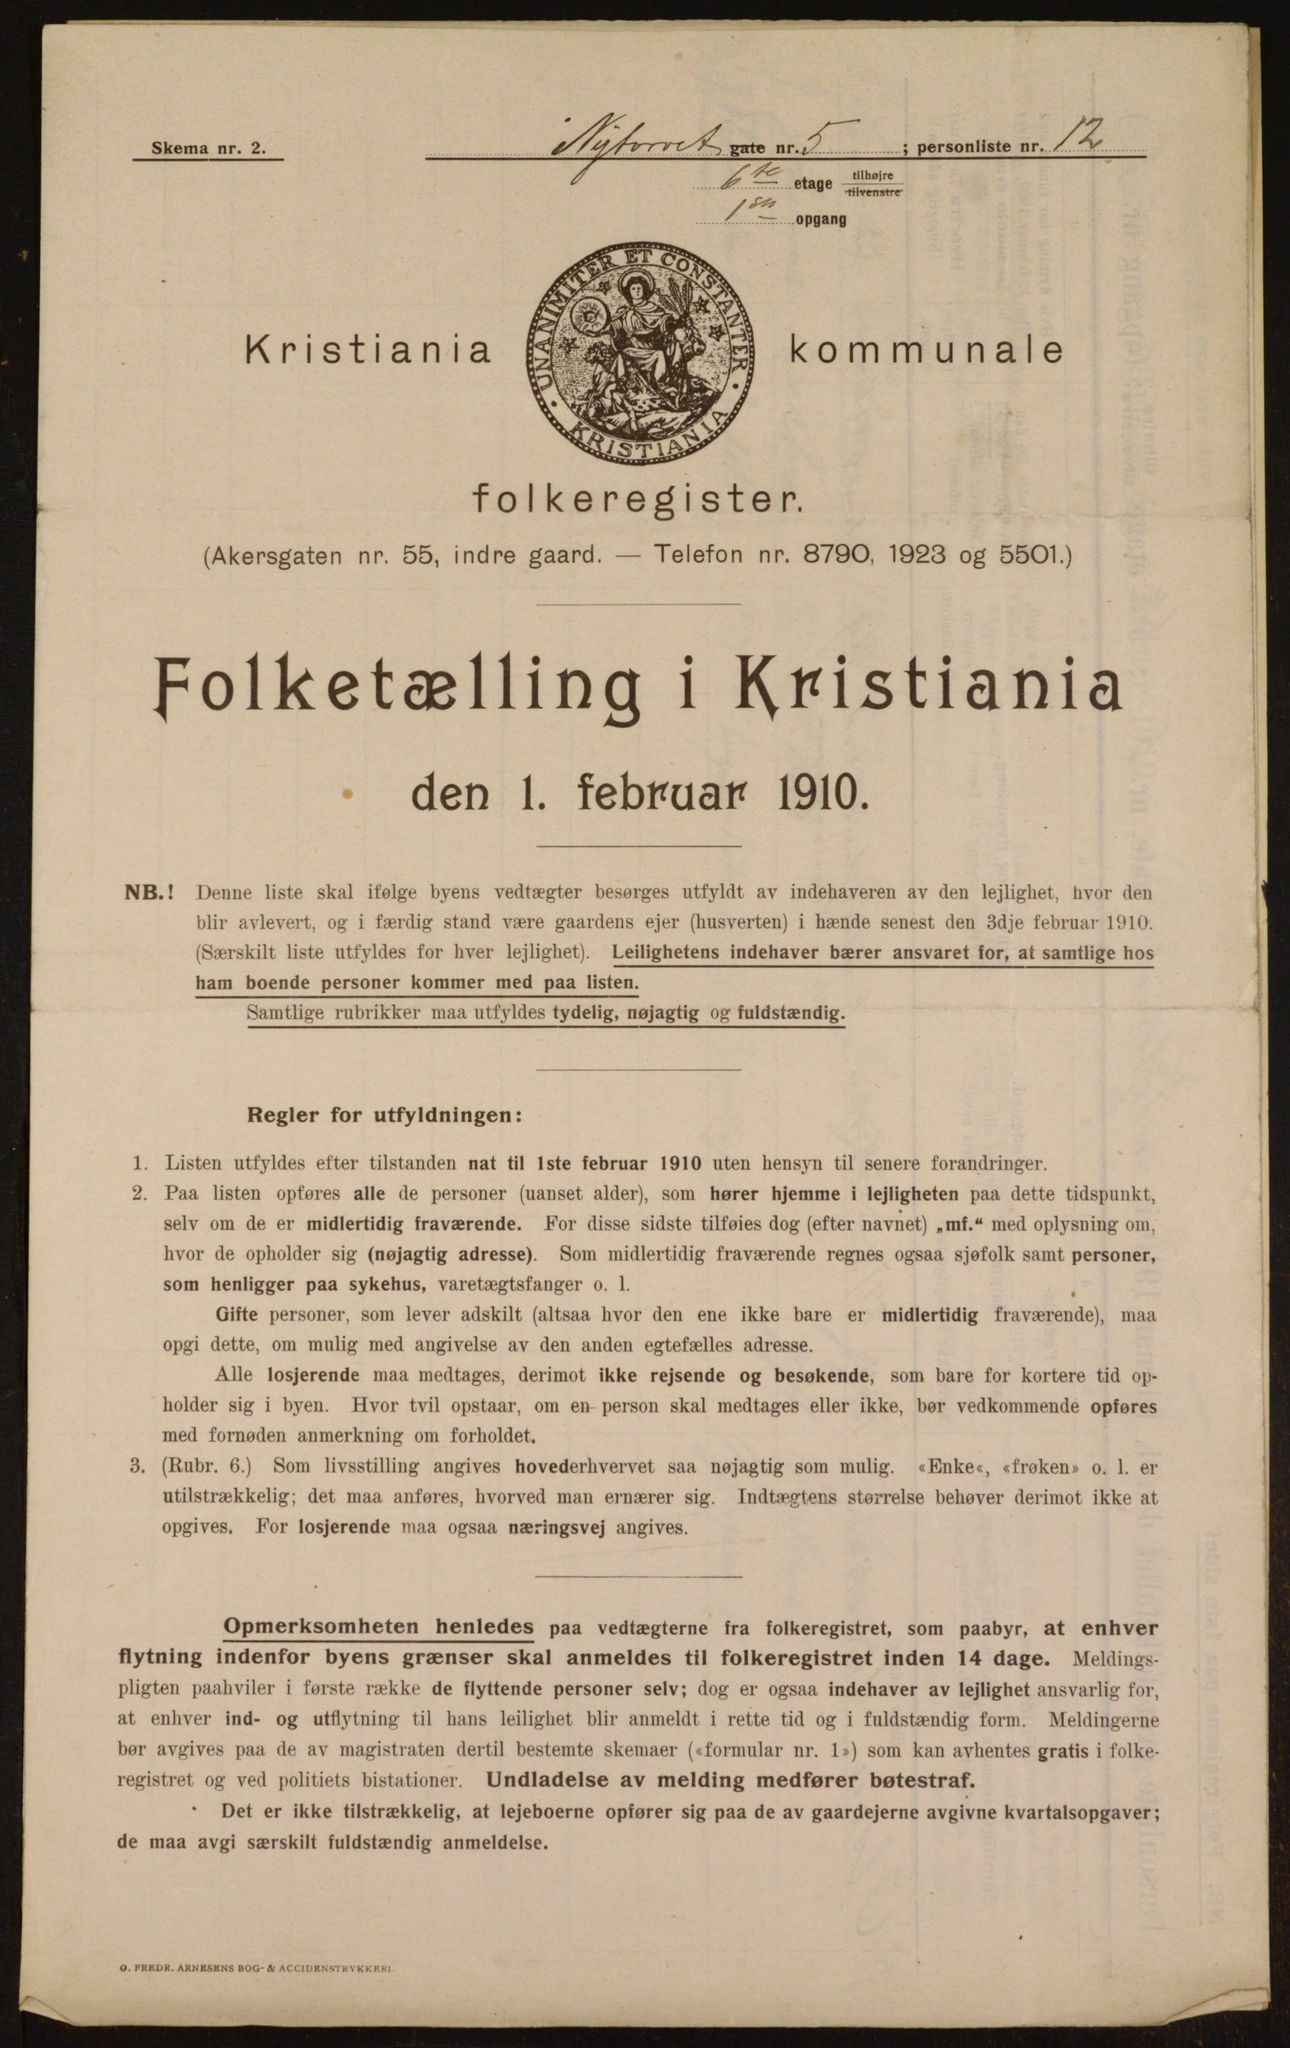 Skema nr. 2.
Nytorvet gate nr. 5 ; personliste nr. 12
6te etage tilhøjre
tilvenstre
1ste opgang
UNANIMITER ET CONSTANTER
KRISTIANIA
Kristiania kommunale
folkeregister.
(Akersgaten nr. 55, indre gaard. — Telefon nr. 8790, 1923 og 5501.)
Folketælling i Kristiania
den 1. februar 1910.
NB.! Denne liste skal ifølge byens vedtægter besørges utfyldt av indehaveren av den lejlighet, hvor den
blir avlevert, og i færdig stand være gaardens ejer (husverten) i hænde senest den 3dje februar 1910.
(Særskilt liste utfyldes for hver lejlighet). Leilighetens indehaver bærer ansvaret for, at samtlige hos
ham boende personer kommer med paa listen.
Samtlige rubrikker maa utfyldes tydelig, nøjagtig og fuldstændig.
Regler for utfyldningen:
1. Listen utfyldes efter tilstanden nat til 1ste februar 1910 uten hensyn til senere forandringer.
2. Paa listen opføres alle de personer (uanset alder), som hører hjemme i lejligheten paa dette tidspunkt,
selv om de er midlertidig fraværende. For disse sidste tilføies dog (efter navnet) „mf.“ med oplysning om,
hvor de opholder sig (nøjagtig adresse). Som midlertidig fraværende regnes ogsaa sjøfolk samt personer,
som henligger paa sykehus, varetægtsfanger o. l.
Gifte personer, som lever adskilt (altsaa hvor den ene ikke bare er midlertidig fraværende), maa
opgi dette, om mulig med angivelse av den anden egtefælles adresse.
Alle losjerende maa medtages, derimot ikke rejsende og besøkende, som bare for kortere tid op-
holder sig i byen. Hvor tvil opstaar, om en person skal medtages eller ikke, bør vedkommende opføres
med fornøden anmerkning om forholdet.
3. (Rubr. 6.) Som livsstilling angives hovederhvervet saa nøjagtig som mulig. «Enke«, «frøken» o. l. er
utilstrækkelig; det maa anføres, hvorved man ernærer sig. Indtægtens størrelse behøver derimot ikke at
opgives. For losjerende maa ogsaa næringsvej angives.
Opmerksomheten henledes paa vedtægterne fra folkeregistret, som paabyr, at enhver
flytning indenfor byens grænser skal anmeldes til folkeregistret inden 14 dage. Meldings-
pligten paahviler i første række de flyttende personer selv; dog er ogsaa indehaver av lejlighet ansvarlig for,
at enhver ind- og utflytning til hans leilighet blir anmeldt i rette tid og i fuldstændig form. Meldingerne
bør avgives paa de av magistraten dertil bestemte skemaer («formular nr. 1») som kan avhentes gratis i folke-
registret og ved politiets bistationer. Undladelse av melding medfører bøtestraf.
Det er ikke tilstrækkelig, at lejeboerne opfører sig paa de av gaardejerne avgivne kvartalsopgaver;
de maa avgi særskilt fuldstændig anmeldelse.
O. FREDR. ARNESENS BOG- & ACCIDENSTRYKKERI.